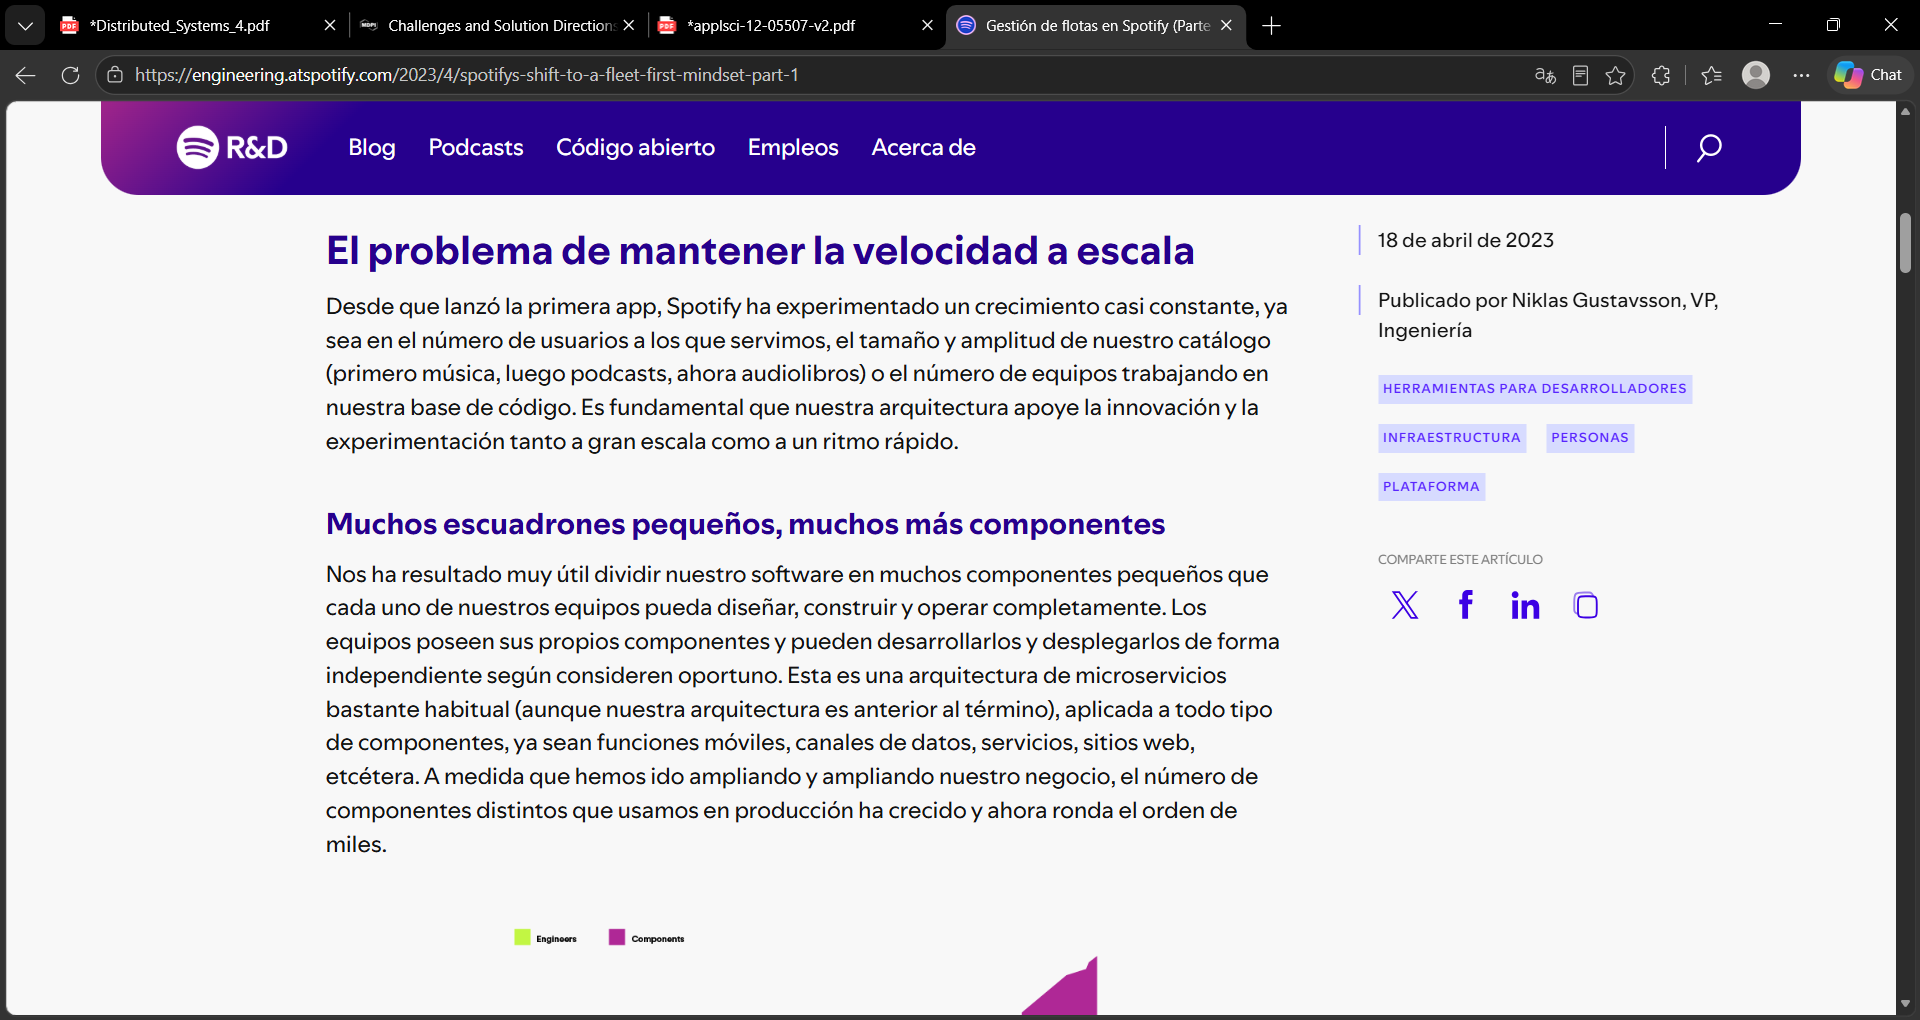 *Distributed_Systems_4.pdf
Challenges and Solution Directions
*applsci-12-05507-v2.pdf
Gestión de flotas en Spotify (Parte
https://engineering.atspotify.com/2023/4/spotifys-shift-to-a-fleet-first-mindset-part-1
Chat
R&D
Blog
Podcasts
Código abierto
Empleos
Acerca de
El problema de mantener la velocidad a escala
Desde que lanzó la primera app, Spotify ha experimentado un crecimiento casi constante, ya
sea en el número de usuarios a los que servimos, el tamaño y amplitud de nuestro catálogo
(primero música, luego podcasts, ahora audiolibros) o el número de equipos trabajando en
nuestra base de código. Es fundamental que nuestra arquitectura apoye la innovación y la
experimentación tanto a gran escala como a un ritmo rápido.
Muchos escuadrones pequeños, muchos más componentes
Nos ha resultado muy útil dividir nuestro software en muchos componentes pequeños que
cada uno de nuestros equipos pueda diseñar, construir y operar completamente. Los
equipos poseen sus propios componentes y pueden desarrollarlos y desplegarlos de forma
independiente según consideren oportuno. Esta es una arquitectura de microservicios
bastante habitual (aunque nuestra arquitectura es anterior al término), aplicada a todo tipo
de componentes, ya sean funciones móviles, canales de datos, servicios, sitios web,
etcétera. A medida que hemos ido ampliando y ampliando nuestro negocio, el número de
componentes distintos que usamos en producción ha crecido y ahora ronda el orden de
miles.
Engineers
Components
18 de abril de 2023
Publicado por Niklas Gustavsson, VP,
Ingeniería
HERRAMIENTAS PARA DESARROLLADORES
INFRAESTRUCTURA
PERSONAS
PLATAFORMA
COMPARTE ESTE ARTÍCULO